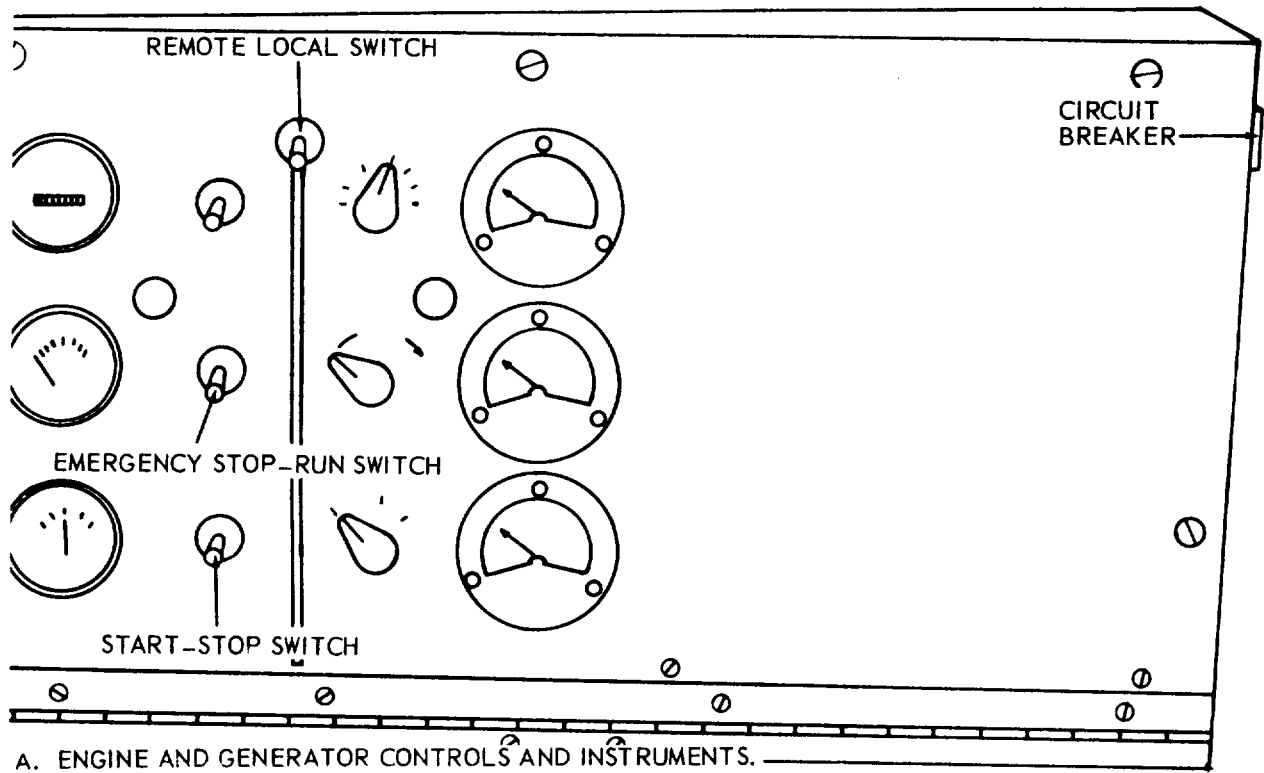 REMOTE LOCAL SWITCH
CIRCUIT
BREAKER
EMERGENCY STOP-RUN SWITCH
START-STOP SWITCH
A. ENGINE AND GENERATOR CONTROLS AND INSTRUMENTS.